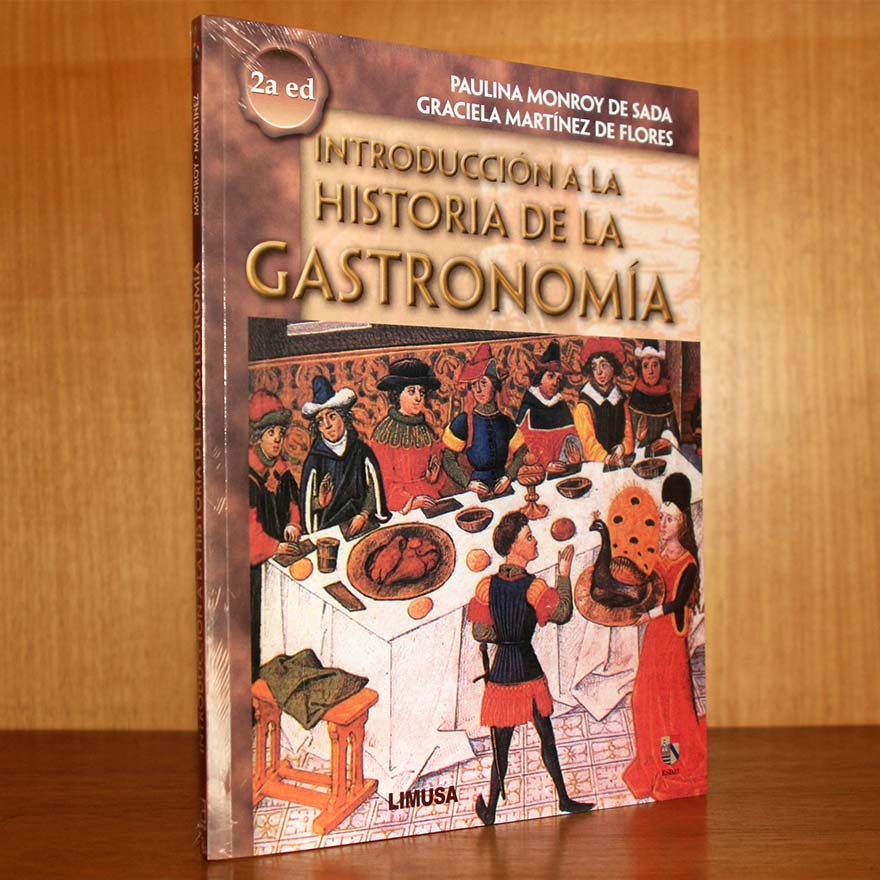 2a ed
PAULINA MONROY DE SADA
GRACIELA MARTÍNEZ DE FLORES
INTRODUCCIÓN A LA
HISTORIA DE LA
GASTRONOMÍA
LIMUSA
INTRODUCCIÓN A LA HISTORIA DE LA GASTRONOMÍA
MONROY • MARTÍNEZ